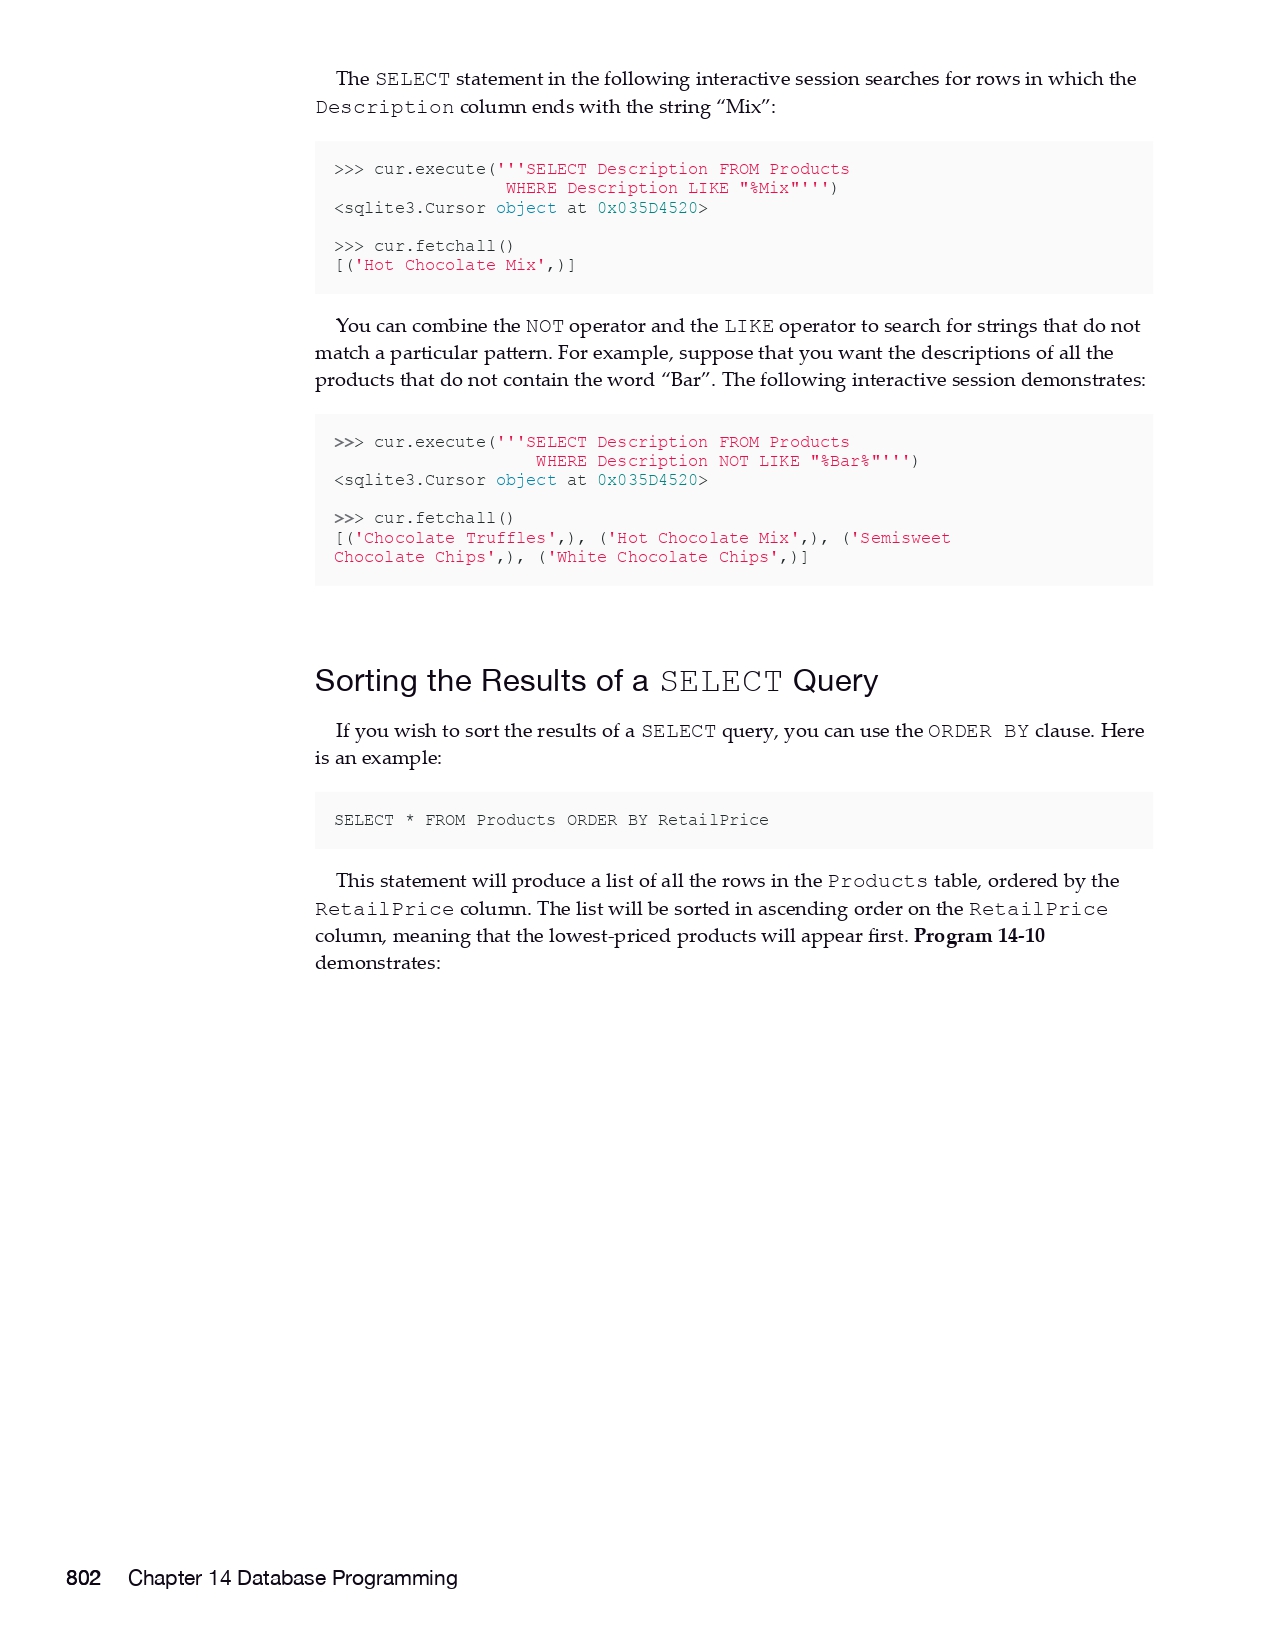 The SELECT statement in the following interactive session searches for rows in which the
Description column ends with the string “Mix”:
>>> cur.execute('''SELECT Description FROM Products
                 WHERE Description LIKE "%Mix"''')
<sqlite3.Cursor object at 0x035D4520>
>>> cur.fetchall()
[('Hot Chocolate Mix',)]
You can combine the NOT operator and the LIKE operator to search for strings that do not
match a particular pattern. For example, suppose that you want the descriptions of all the
products that do not contain the word “Bar”. The following interactive session demonstrates:
>>> cur.execute('''SELECT Description FROM Products
                    WHERE Description NOT LIKE "%Bar%"''')
<sqlite3.Cursor object at 0x035D4520>
>>> cur.fetchall()
[('Chocolate Truffles',), ('Hot Chocolate Mix',), ('Semisweet
Chocolate Chips',), ('White Chocolate Chips',)]
Sorting the Results of a SELECT Query
If you wish to sort the results of a SELECT query, you can use the ORDER BY clause. Here
is an example:
SELECT * FROM Products ORDER BY RetailPrice
This statement will produce a list of all the rows in the Products table, ordered by the
RetailPrice column. The list will be sorted in ascending order on the RetailPrice
column, meaning that the lowest-priced products will appear first. Program 14-10
demonstrates:
802 Chapter 14 Database Programming